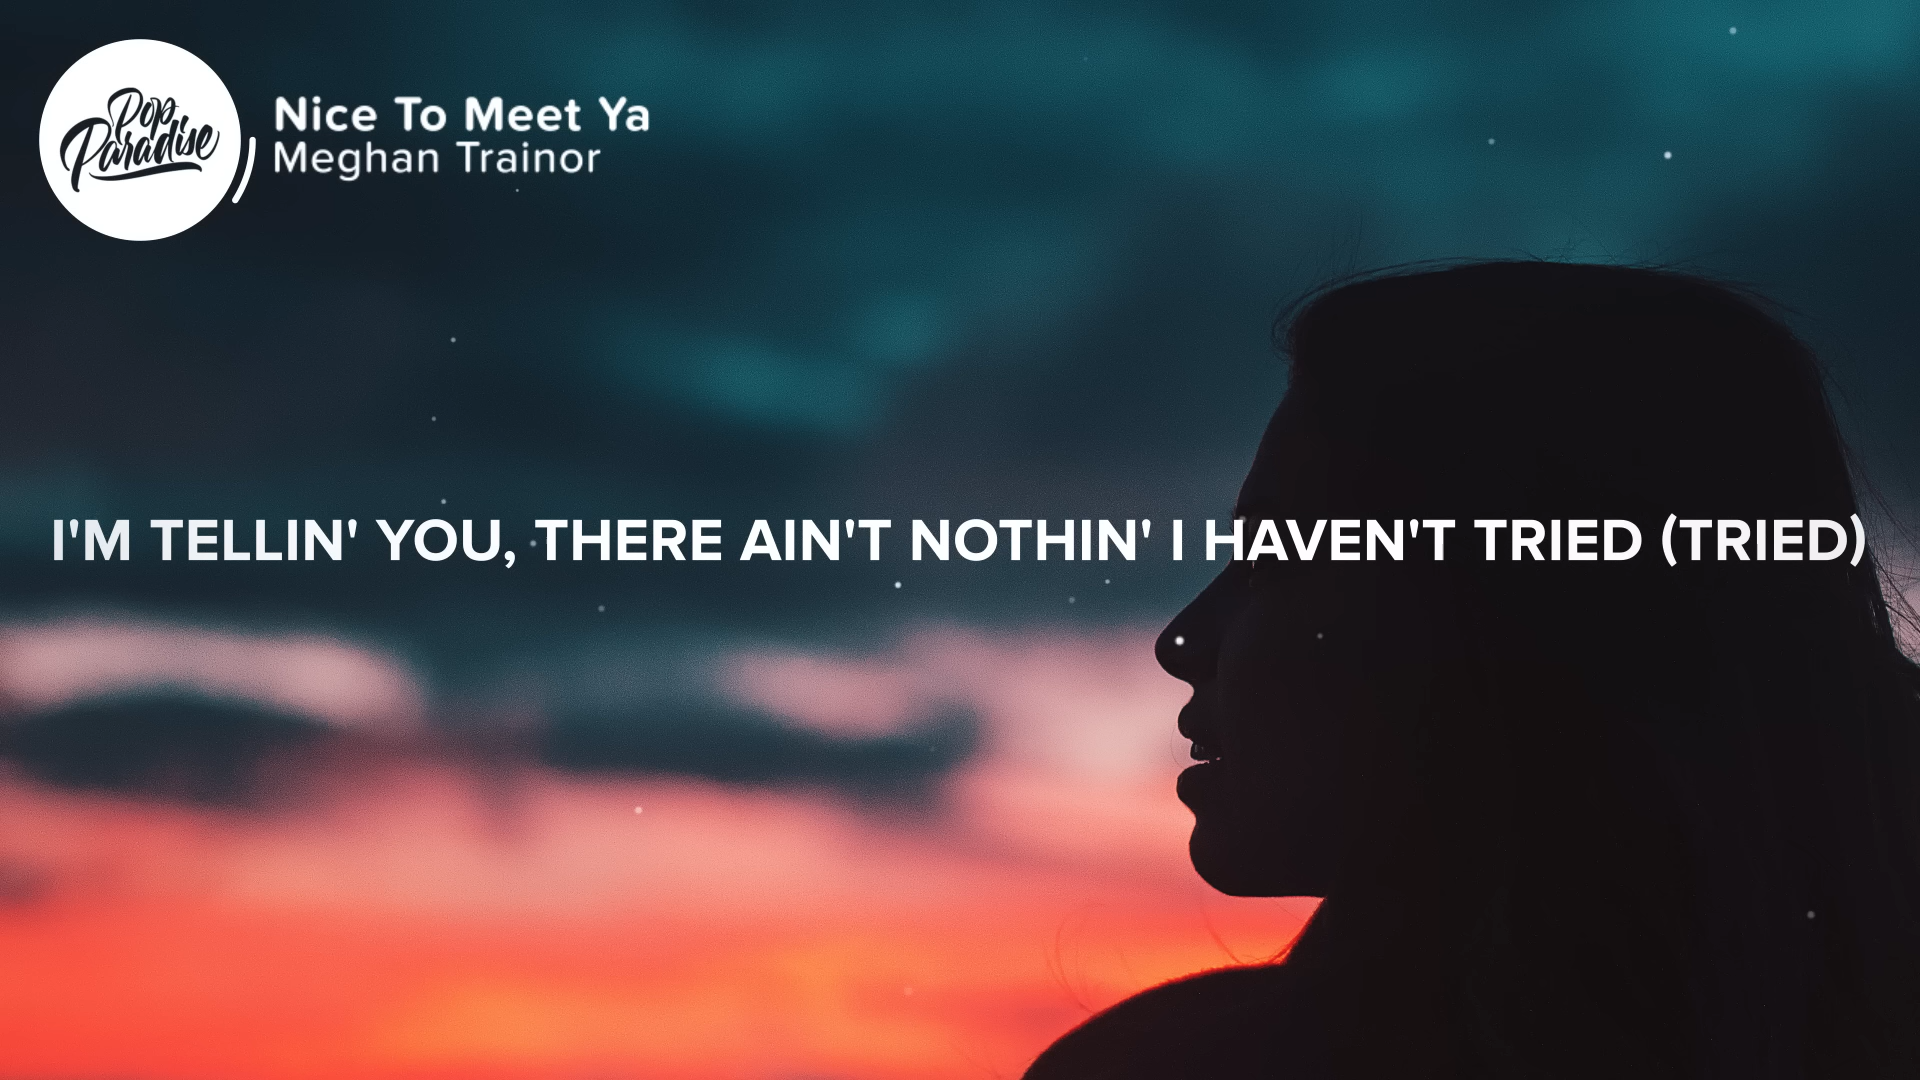 Pop
Paradise
Nice To Meet Ya
Meghan Trainor
I'M TELLIN' YOU, THERE AIN'T NOTHIN' I HAVEN'T TRIED (TRIED)